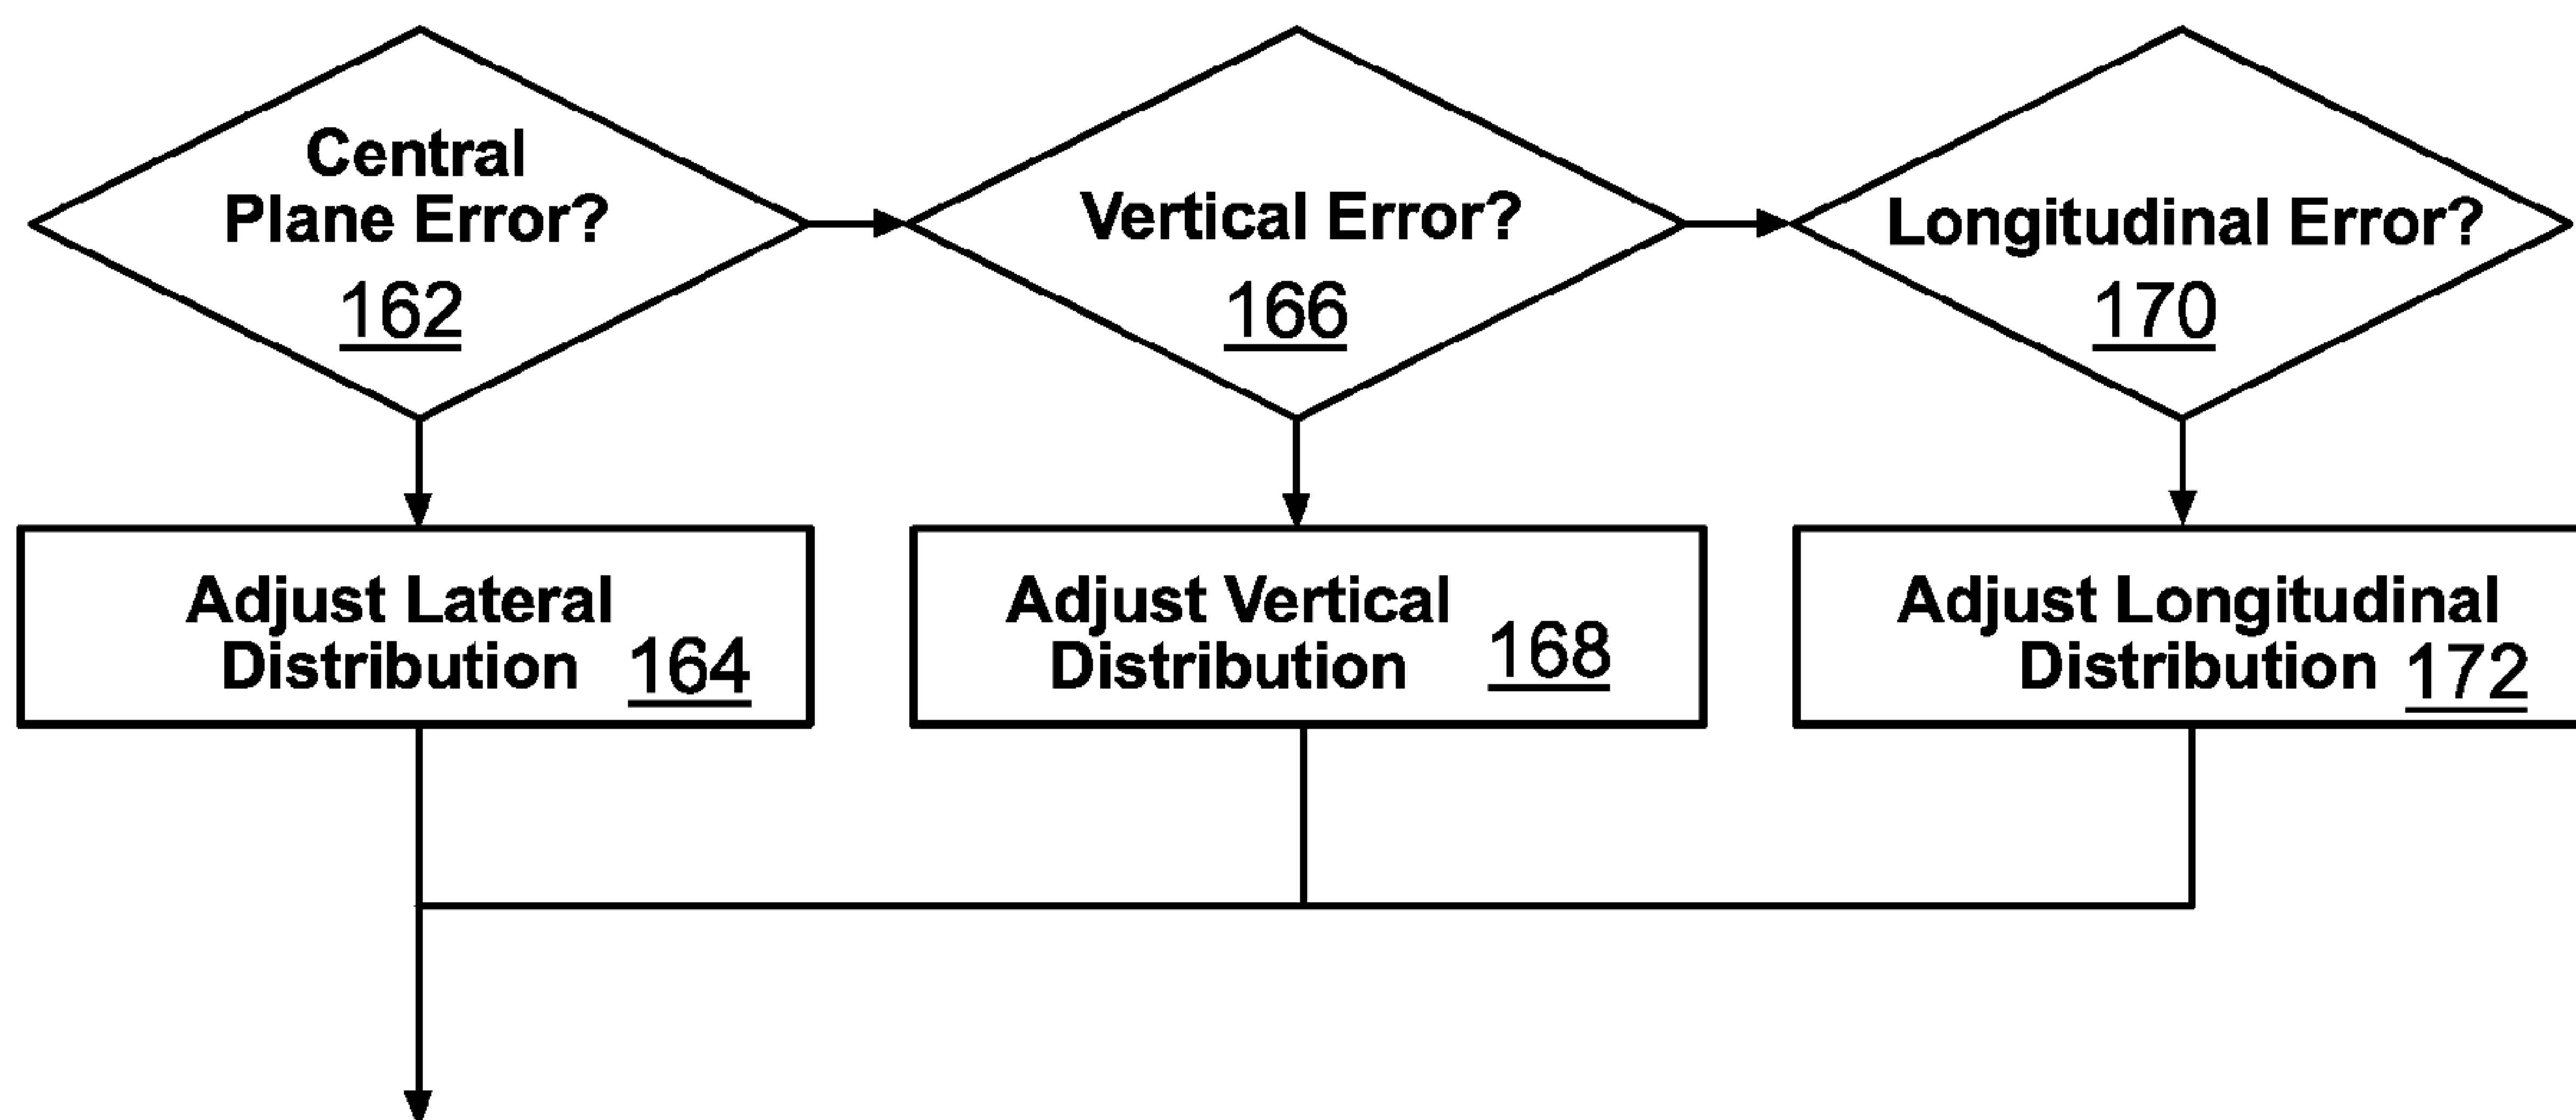 Central
Plane Error?
162
Vertical Error?
166
Longitudinal Error?
170
Adjust Lateral
Distribution 164
Adjust Vertical
Distribution 168
Adjust Longitudinal
Distribution 172